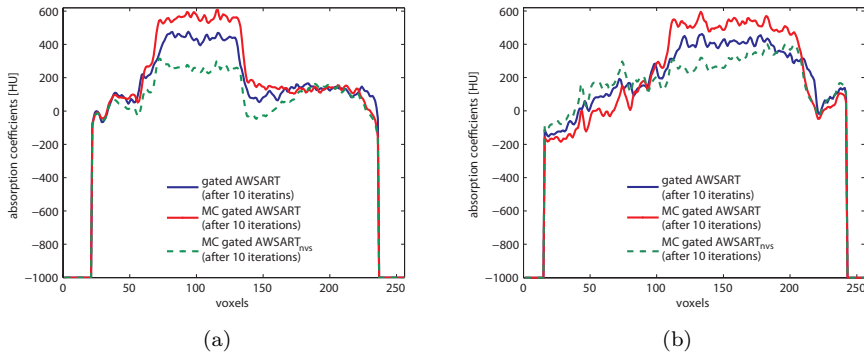 600
400
200
0
−200
−400
−600
−800
−1000
absorption coefficients [HU]
gated AWSART
(after 10 iteratins)
MC gated AWSART
(after 10 iterations)
MC gated AWSARTnvs
(after 10 iterations)
0 50 100 150 200 250
voxels
(a)
600
400
200
0
−200
−400
−600
−800
−1000
absorption coefficients [HU]
gated AWSART
(after 10 iterations)
MC gated AWSART
(after 10 iterations)
MC gated AWSARTnvs
(after 10 iterations)
0 50 100 150 200 250
voxels
(b)